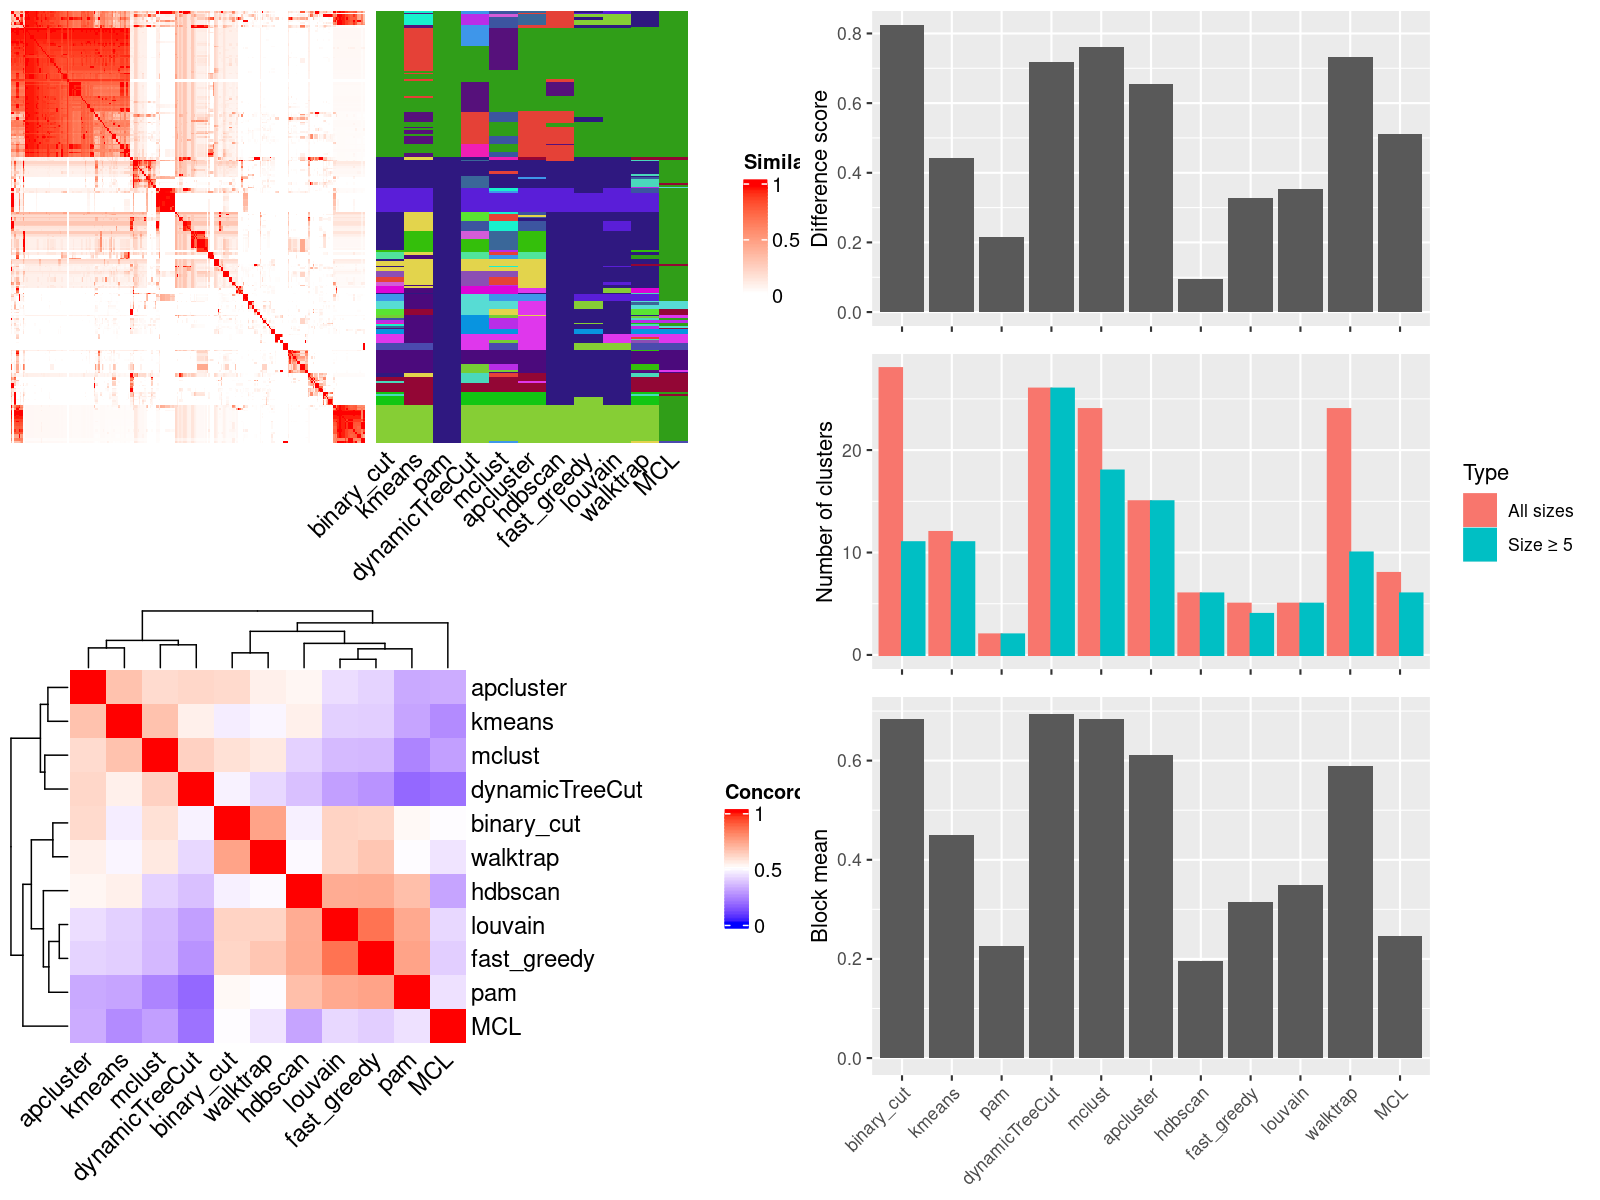 Simila
1
0.5
0
binary_cut
kmeans
pam
dynamicTreeCut
mclust
apcluster
hdbscan
fast_greedy
louvain
walktrap
MCL
apcluster
kmeans
mclust
dynamicTreeCut
binary_cut
walktrap
hdbscan
louvain
fast_greedy
pam
MCL
apcluster
kmeans
mclust
dynamicTreeCut
binary_cut
walktrap
hdbscan
louvain
fast_greedy
pam
MCL
Concord
1
0.5
0
Difference score
0.8
0.6
0.4
0.2
0.0
Number of clusters
20
10
0
Type
All sizes
Size ≥ 5
Block mean
0.6
0.4
0.2
0.0
binary_cut
kmeans
pam
dynamicTreeCut
mclust
apcluster
hdbscan
fast_greedy
louvain
walktrap
MCL